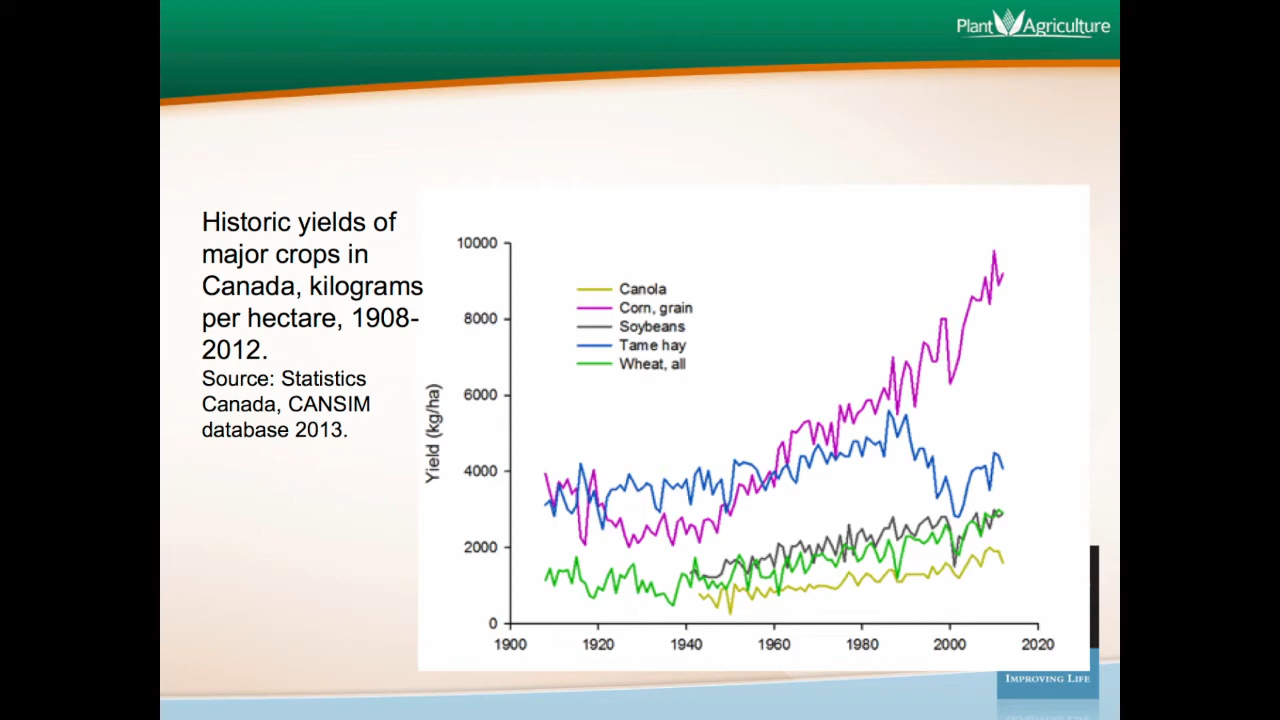 Plant Agriculture
Historic yields of
major crops in
Canada, kilograms
per hectare, 1908-
2012.
Source: Statistics
Canada, CANSIM
database 2013.
Yield (kg/ha)
10000
8000
6000
4000
2000
0
Canola
Corn, grain
Soybeans
Tame hay
Wheat, all
1900 1920 1940 1960 1980 2000 2020
IMPROVING LIFE